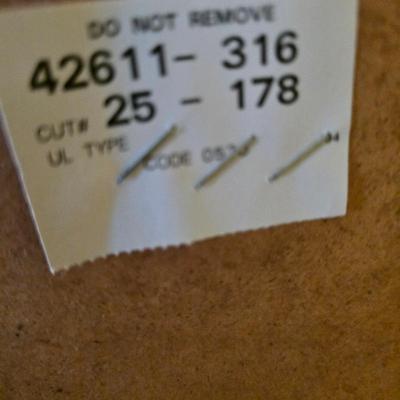 DO NOT REMOVE
42611- 316
CUT# 25 - 178
UL TYPE CODE